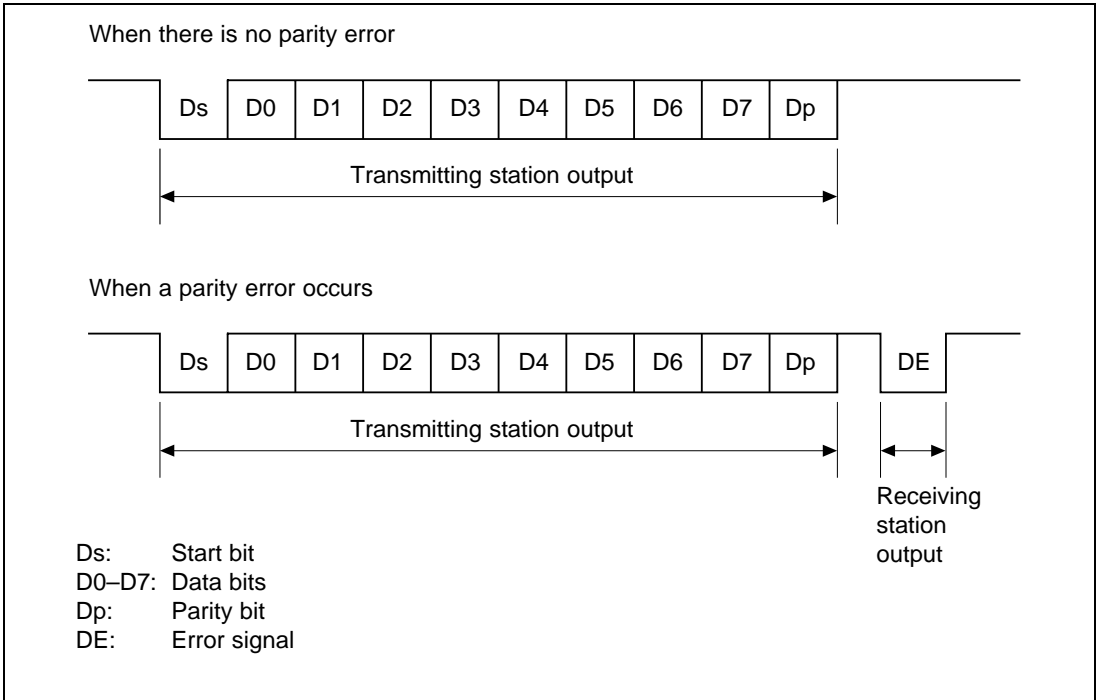 When there is no parity error
Ds D0 D1 D2 D3 D4 D5 D6 D7 Dp
Transmitting station output
When a parity error occurs
Ds D0 D1 D2 D3 D4 D5 D6 D7 Dp DE
Transmitting station output
Receiving
station
output
Ds: Start bit
D0–D7: Data bits
Dp: Parity bit
DE: Error signal